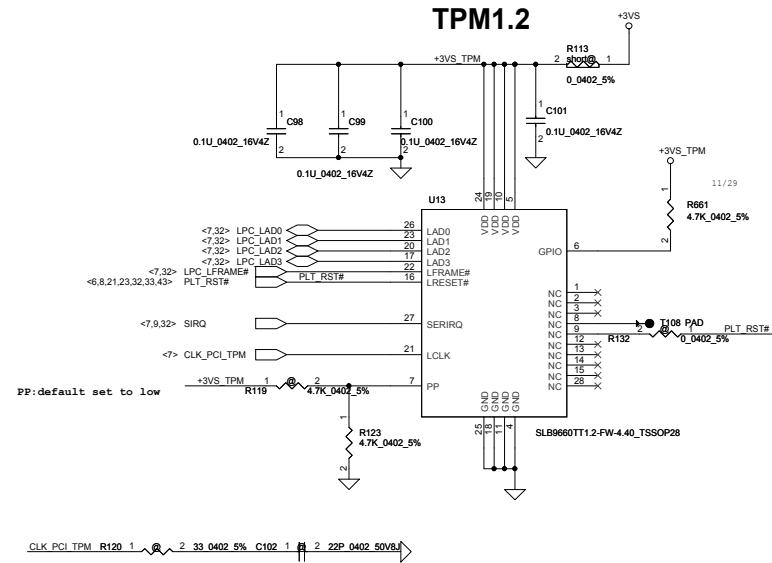 TPM1.2
+3VS
R113
short@
+3VS_TPM
2
1
0_0402_5%
1
C98
2
0.1U_0402_16V4Z
1
C99
2
0.1U_0402_16V4Z
1
C100
2
0.1U_0402_16V4Z
1
C101
0.1U_0402_16V4Z
2
+3VS_TPM
11/29
1
R661
4.7K_0402_5%
2
U13
24
19
10
5
VDD
VDD
VDD
VDD
<7,32> LPC_LAD0 26 LAD0
<7,32> LPC_LAD1 23 LAD1
<7,32> LPC_LAD2 20 LAD2
<7,32> LPC_LAD3 17 LAD3
<7,32> LPC_LFRAME# 22 LFRAME#
<6,8,21,23,32,33,43> PLT_RST# PLT_RST# 16 LRESET#
<7,9,32> SIRQ 27 SERIRQ
<7> CLK_PCI_TPM 21 LCLK
GPIO 6
NC 1
NC 2
NC 3
NC 8 T108 PAD
NC 9 2 @ 1 PLT_RST#
R132 0_0402_5%
NC 12
NC 13
NC 14
NC 15
NC 28
PP:default set to low
+3VS_TPM 1 @ 2 7 PP
R119 4.7K_0402_5%
1
R123
4.7K_0402_5%
2
GND
GND
GND
GND
25
18
11
4
SLB9660TT1.2-FW-4.40_TSSOP28
CLK_PCI_TPM R120 1 @ 2 33_0402_5% C102 1 @ 2 22P_0402_50V8J